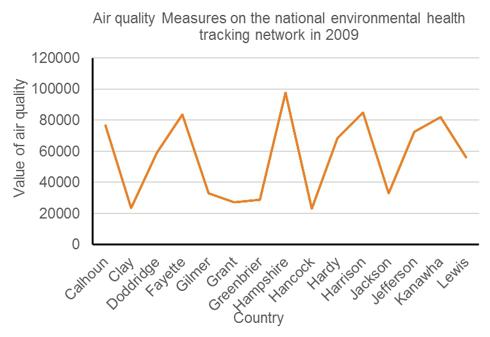 Air quality Measures on the national environmental health
tracking network in 2009
Value of air quality
120000
100000
80000
60000
40000
20000
0
Calhoun
Clay
Doddridge
Fayette
Gilmer
Grant
Greenbrier
Hampshire
Hancock
Hardy
Harrison
Jackson
Jefferson
Kanawha
Lewis
Country